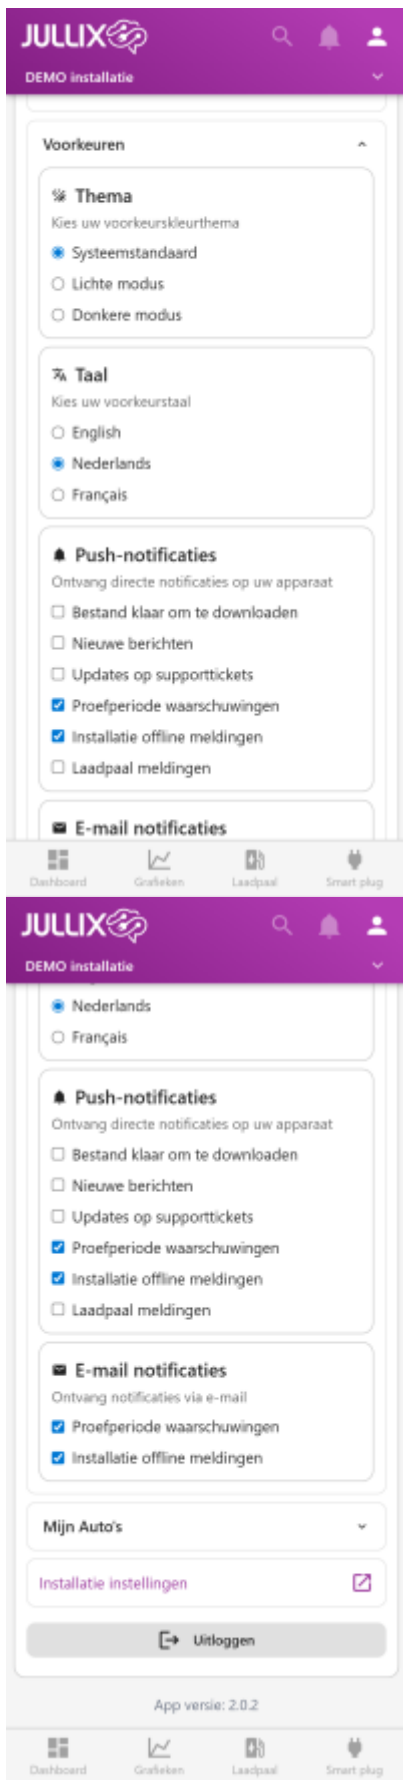 JULLIX
DEMO installatie
Voorkeuren
Thema
Kies uw voorkeurskleurthema
Systeemstandaard
Lichte modus
Donkere modus
Taal
Kies uw voorkeurstaal
English
Nederlands
Français
Push-notificaties
Ontvang directe notificaties op uw apparaat
Bestand klaar om te downloaden
Nieuwe berichten
Updates op supporttickets
Proefperiode waarschuwingen
Installatie offline meldingen
Laadpaal meldingen
E-mail notificaties
Dashboard Grafieken Laadpaal Smart plug
JULLIX
DEMO installatie
Nederlands
Français
Push-notificaties
Ontvang directe notificaties op uw apparaat
Bestand klaar om te downloaden
Nieuwe berichten
Updates op supporttickets
Proefperiode waarschuwingen
Installatie offline meldingen
Laadpaal meldingen
E-mail notificaties
Ontvang notificaties via e-mail
Proefperiode waarschuwingen
Installatie offline meldingen
Mijn Auto's
Installatie instellingen
Uitloggen
App versie: 2.0.2
Dashboard Grafieken Laadpaal Smart plug